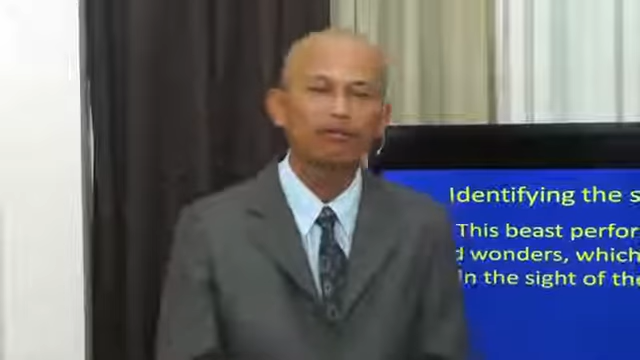 Identifying the
This beast perfor
d wonders, which
in the sight of the